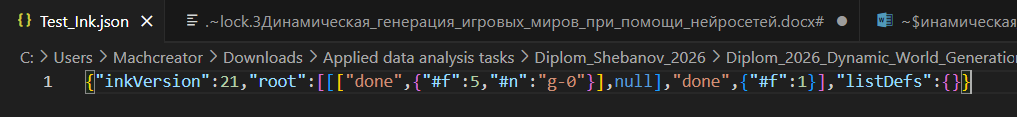 Test_Ink.json .~lock.3Динамическая_генерация_игровых_миров_при_помощи_нейросетей.docx# ~$инамическая
C: > Users > Machcreator > Downloads > Applied data analysis tasks > Diplom_Shebanov_2026 > Diplom_2026_Dynamic_World_Generation
1 {"inkVersion":21,"root":[[["done",{"#f":5,"#n":"g-0"}],null],"done",{"#f":1}],"listDefs":{}}